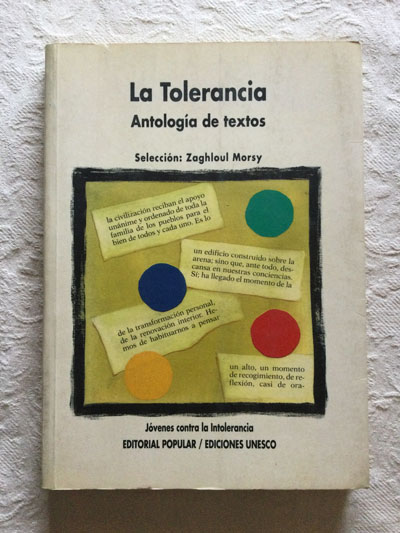 La Tolerancia
Antología de textos
Selección: Zaghloul Morsy
la civilización reciban el apoyo
unánime y ordenado de toda la
familia de los pueblos para el
bien de todos y cada uno. Es lo
un edificio construido sobre la
arena; sino que, ante todo, des-
cansa en nuestras conciencias.
Sí; ha llegado el momento de la
de la transformación personal,
de la renovación interior. He-
mos de habituarnos a pensar
un alto, un momento
de recogimiento, de re-
flexión, casi de ora-
Jóvenes contra la Intolerancia
EDITORIAL POPULAR / EDICIONES UNESCO